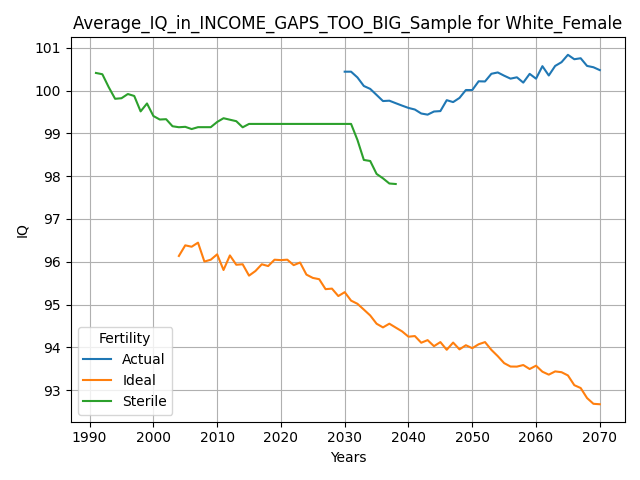 Average_IQ_in_INCOME_GAPS_TOO_BIG_Sample for White_Female
101
100
99
98
97
96
95
94
93
IQ
Fertility
Actual
Ideal
Sterile
1990 2000 2010 2020 2030 2040 2050 2060 2070
Years